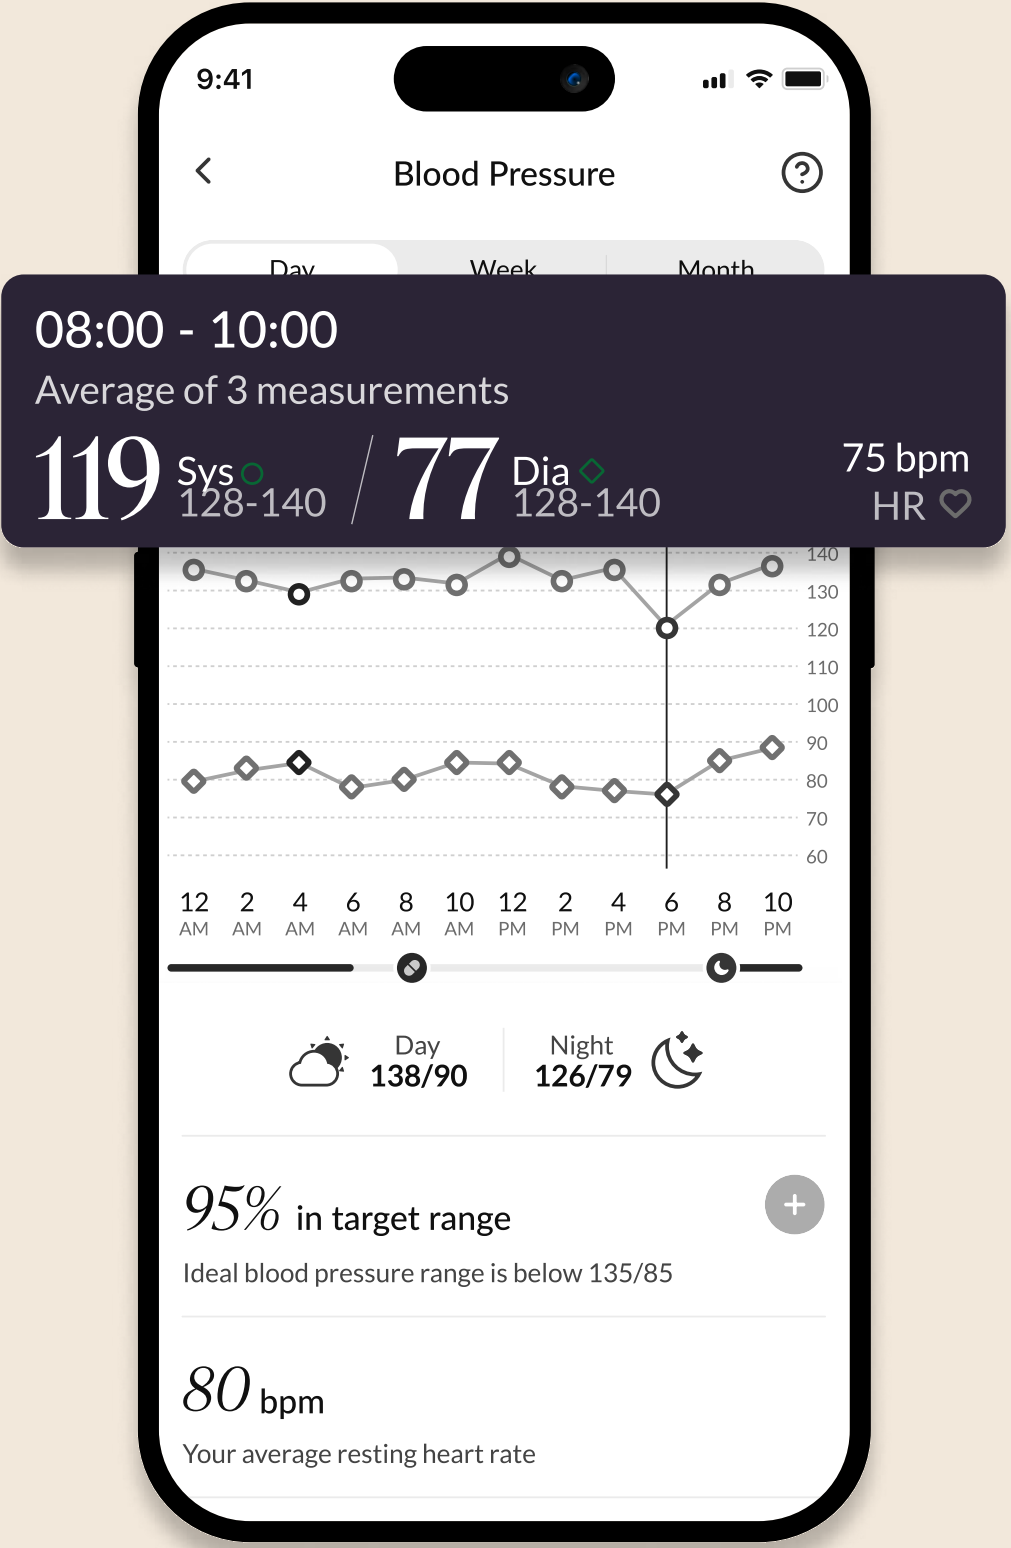 9:41
Blood Pressure
Day Week Month
08:00 - 10:00
Average of 3 measurements
119 Sys 128-140 / 77 Dia 128-140
75 bpm
HR
140
130
120
110
100
90
80
70
60
12 2 4 6 8 10 12 2 4 6 8 10
AM AM AM AM AM AM PM PM PM PM PM PM
Day Night
138/90 126/79
95% in target range
Ideal blood pressure range is below 135/85
80 bpm
Your average resting heart rate